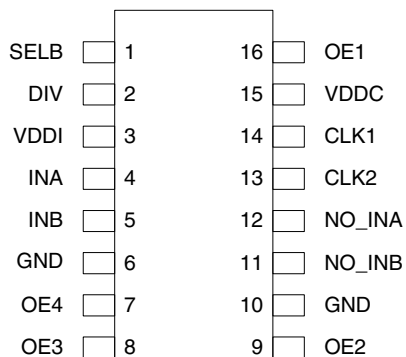 SELB 1 16 OE1
DIV 2 15 VDDC
VDDI 3 14 CLK1
INA 4 13 CLK2
INB 5 12 NO_INA
GND 6 11 NO_INB
OE4 7 10 GND
OE3 8 9 OE2